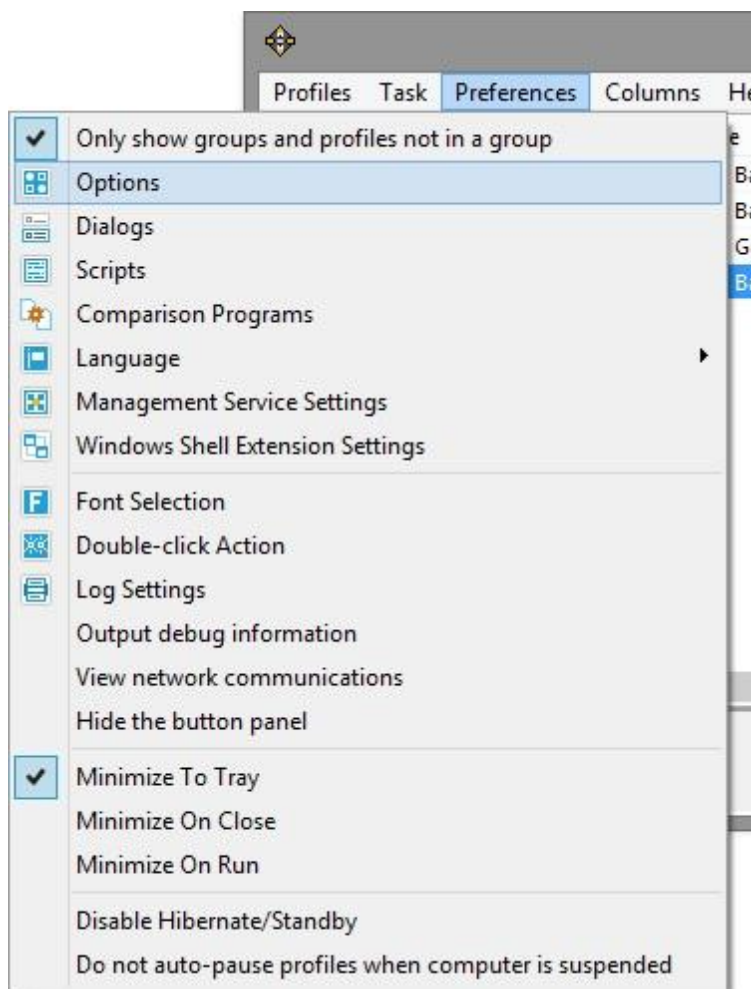 Profiles Task Preferences Columns
Only show groups and profiles not in a group
Options
Dialogs
Scripts
Comparison Programs
Language
Management Service Settings
Windows Shell Extension Settings
Font Selection
Double-click Action
Log Settings
Output debug information
View network communications
Hide the button panel
Minimize To Tray
Minimize On Close
Minimize On Run
Disable Hibernate/Standby
Do not auto-pause profiles when computer is suspended